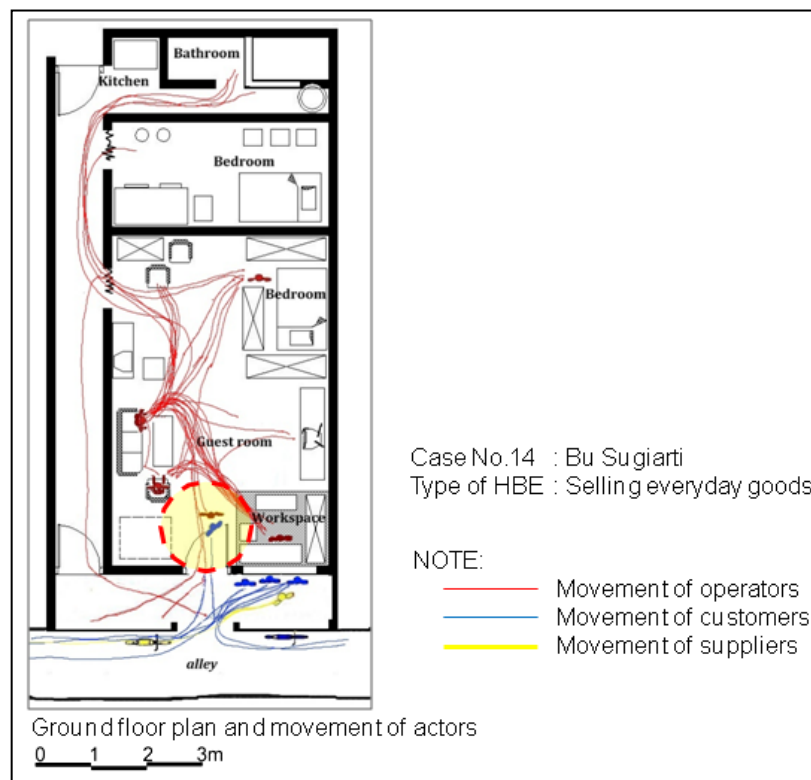 Bathroom
Kitchen
Bedroom
Bedroom
Guest room
Workspace
alley
Case No.14 : Bu Sugiarti
Type of HBE : Selling everyday goods
NOTE:
Movement of operators
Movement of customers
Movement of suppliers
Ground floor plan and movement of actors
0 1 2 3m